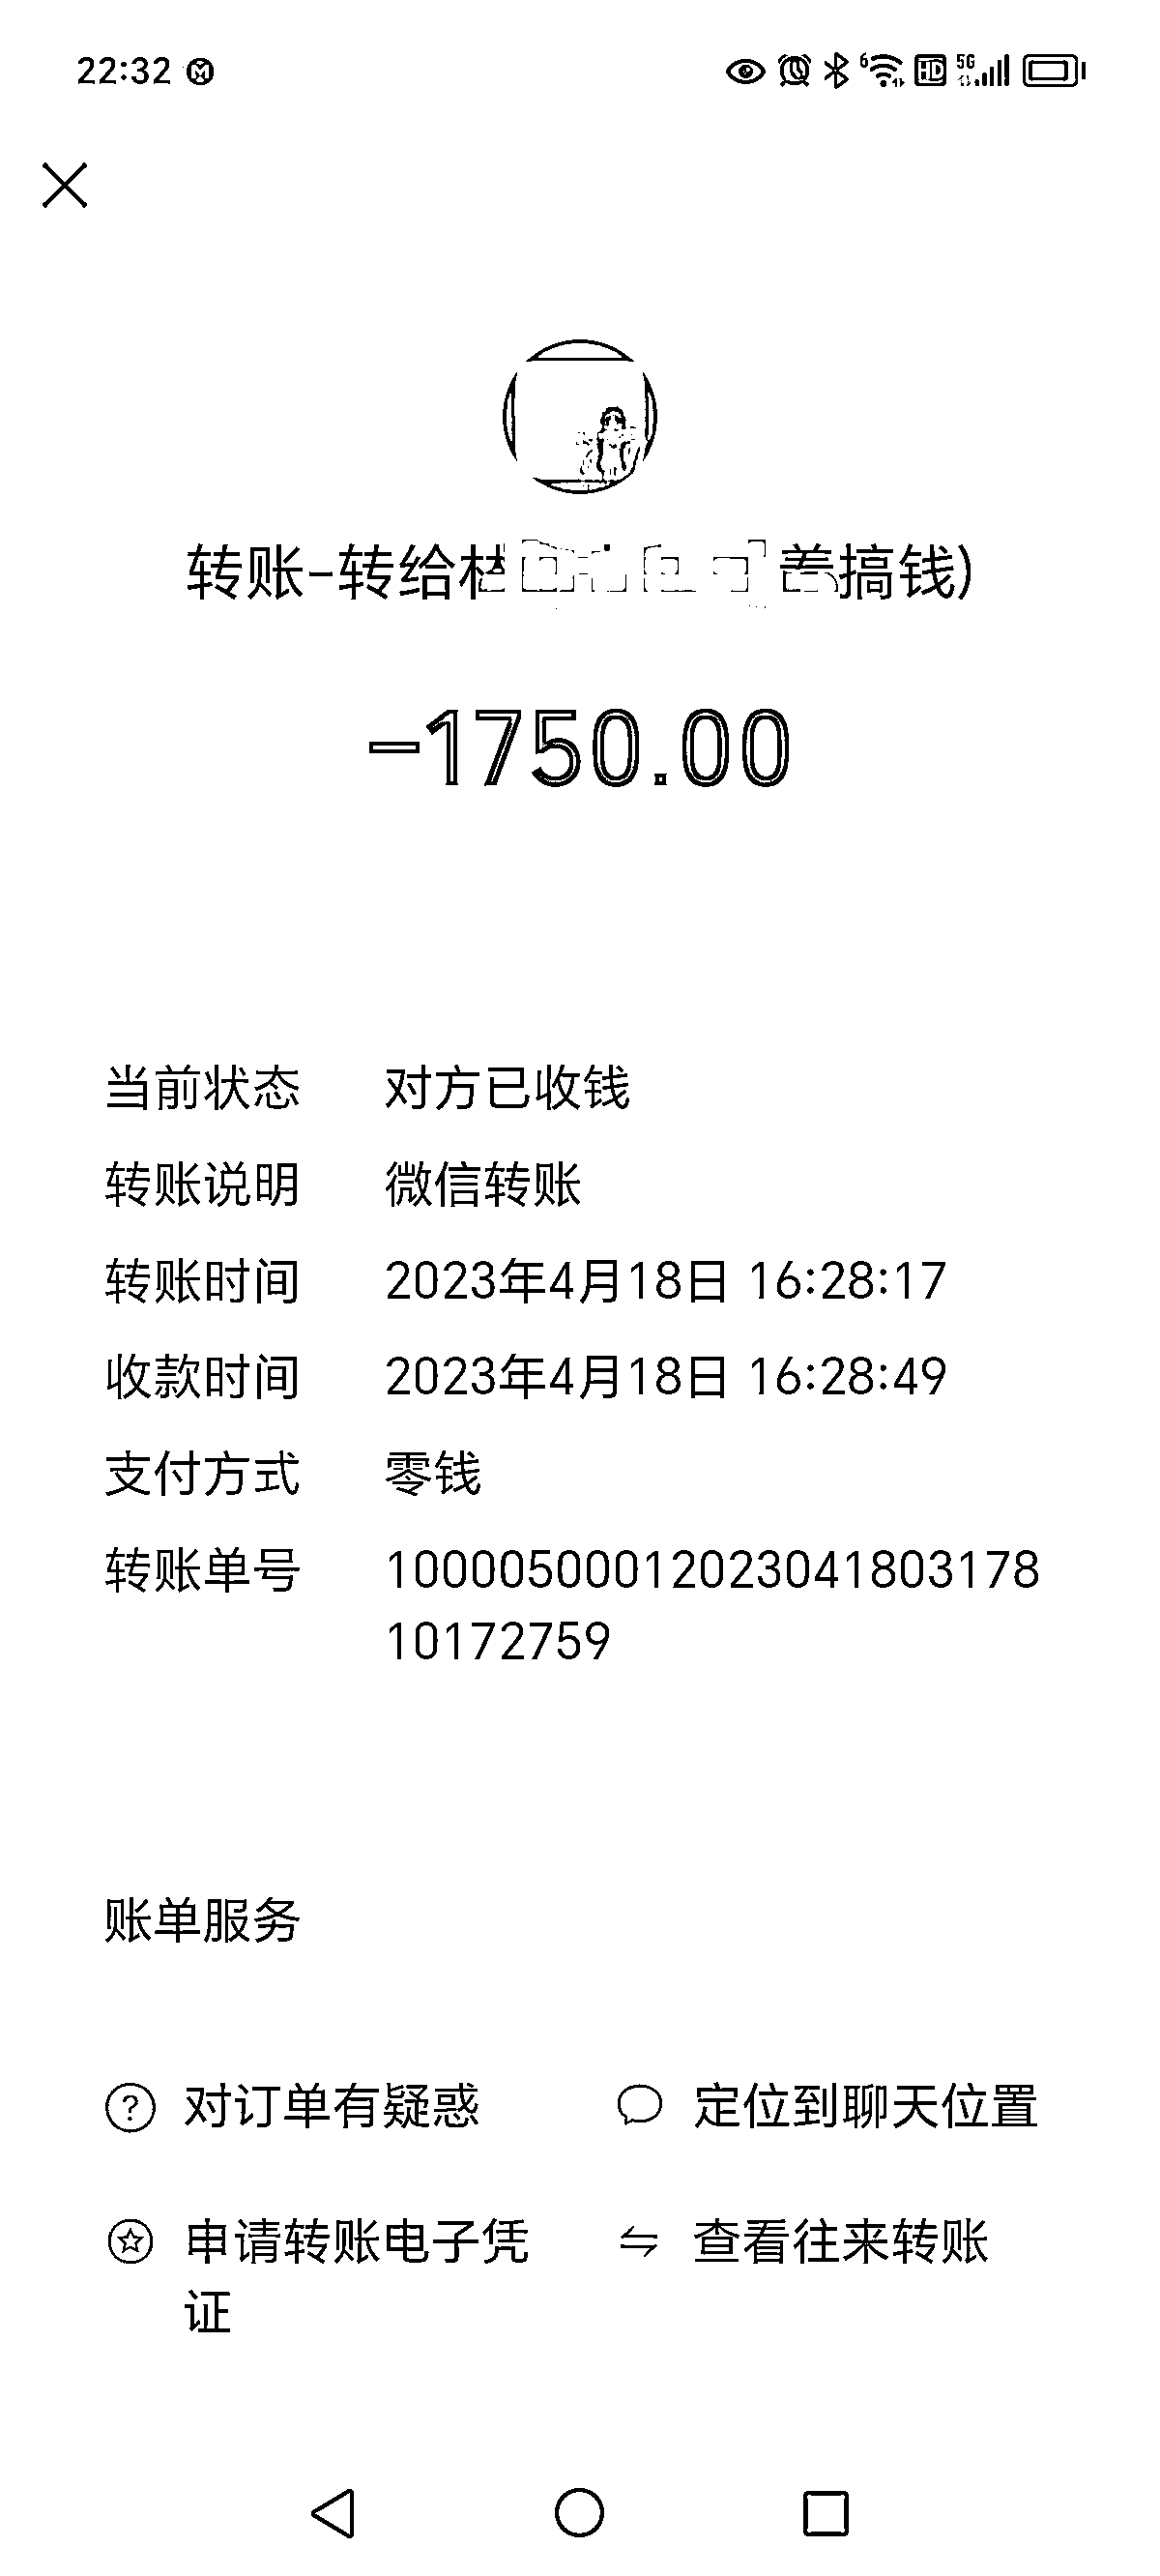 22:32
6 HD 5G
转账-转给 搞钱)
-1750.00
当前状态 对方已收钱
转账说明 微信转账
转账时间 2023年4月18日 16:28:17
收款时间 2023年4月18日 16:28:49
支付方式 零钱
转账单号 10000500012023041803178
10172759
账单服务
对订单有疑惑 定位到聊天位置
申请转账电子凭 查看往来转账
证